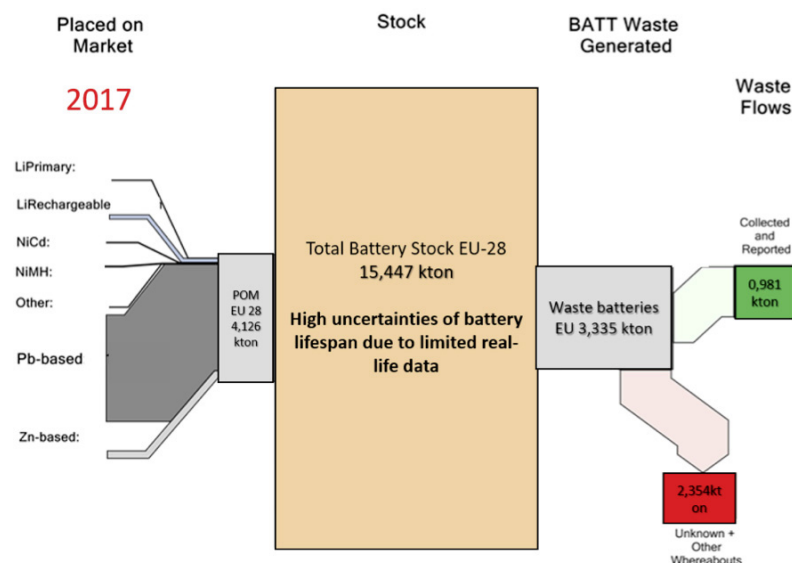 Placed on
Market
2017
Stock
BATT Waste
Generated
Waste
Flows
LiPrimary:
LiRechargeable
NiCd:
NiMH:
Other:
Pb-based
Zn-based:
POM
EU 28
4,126
kton
Total Battery Stock EU-28
15,447 kton
High uncertainties of battery
lifespan due to limited real-
life data
Waste batteries
EU 3,335 kton
Collected
and
Reported
0,981
kton
2,354kt
on
Unknown +
Other
Whereabouts